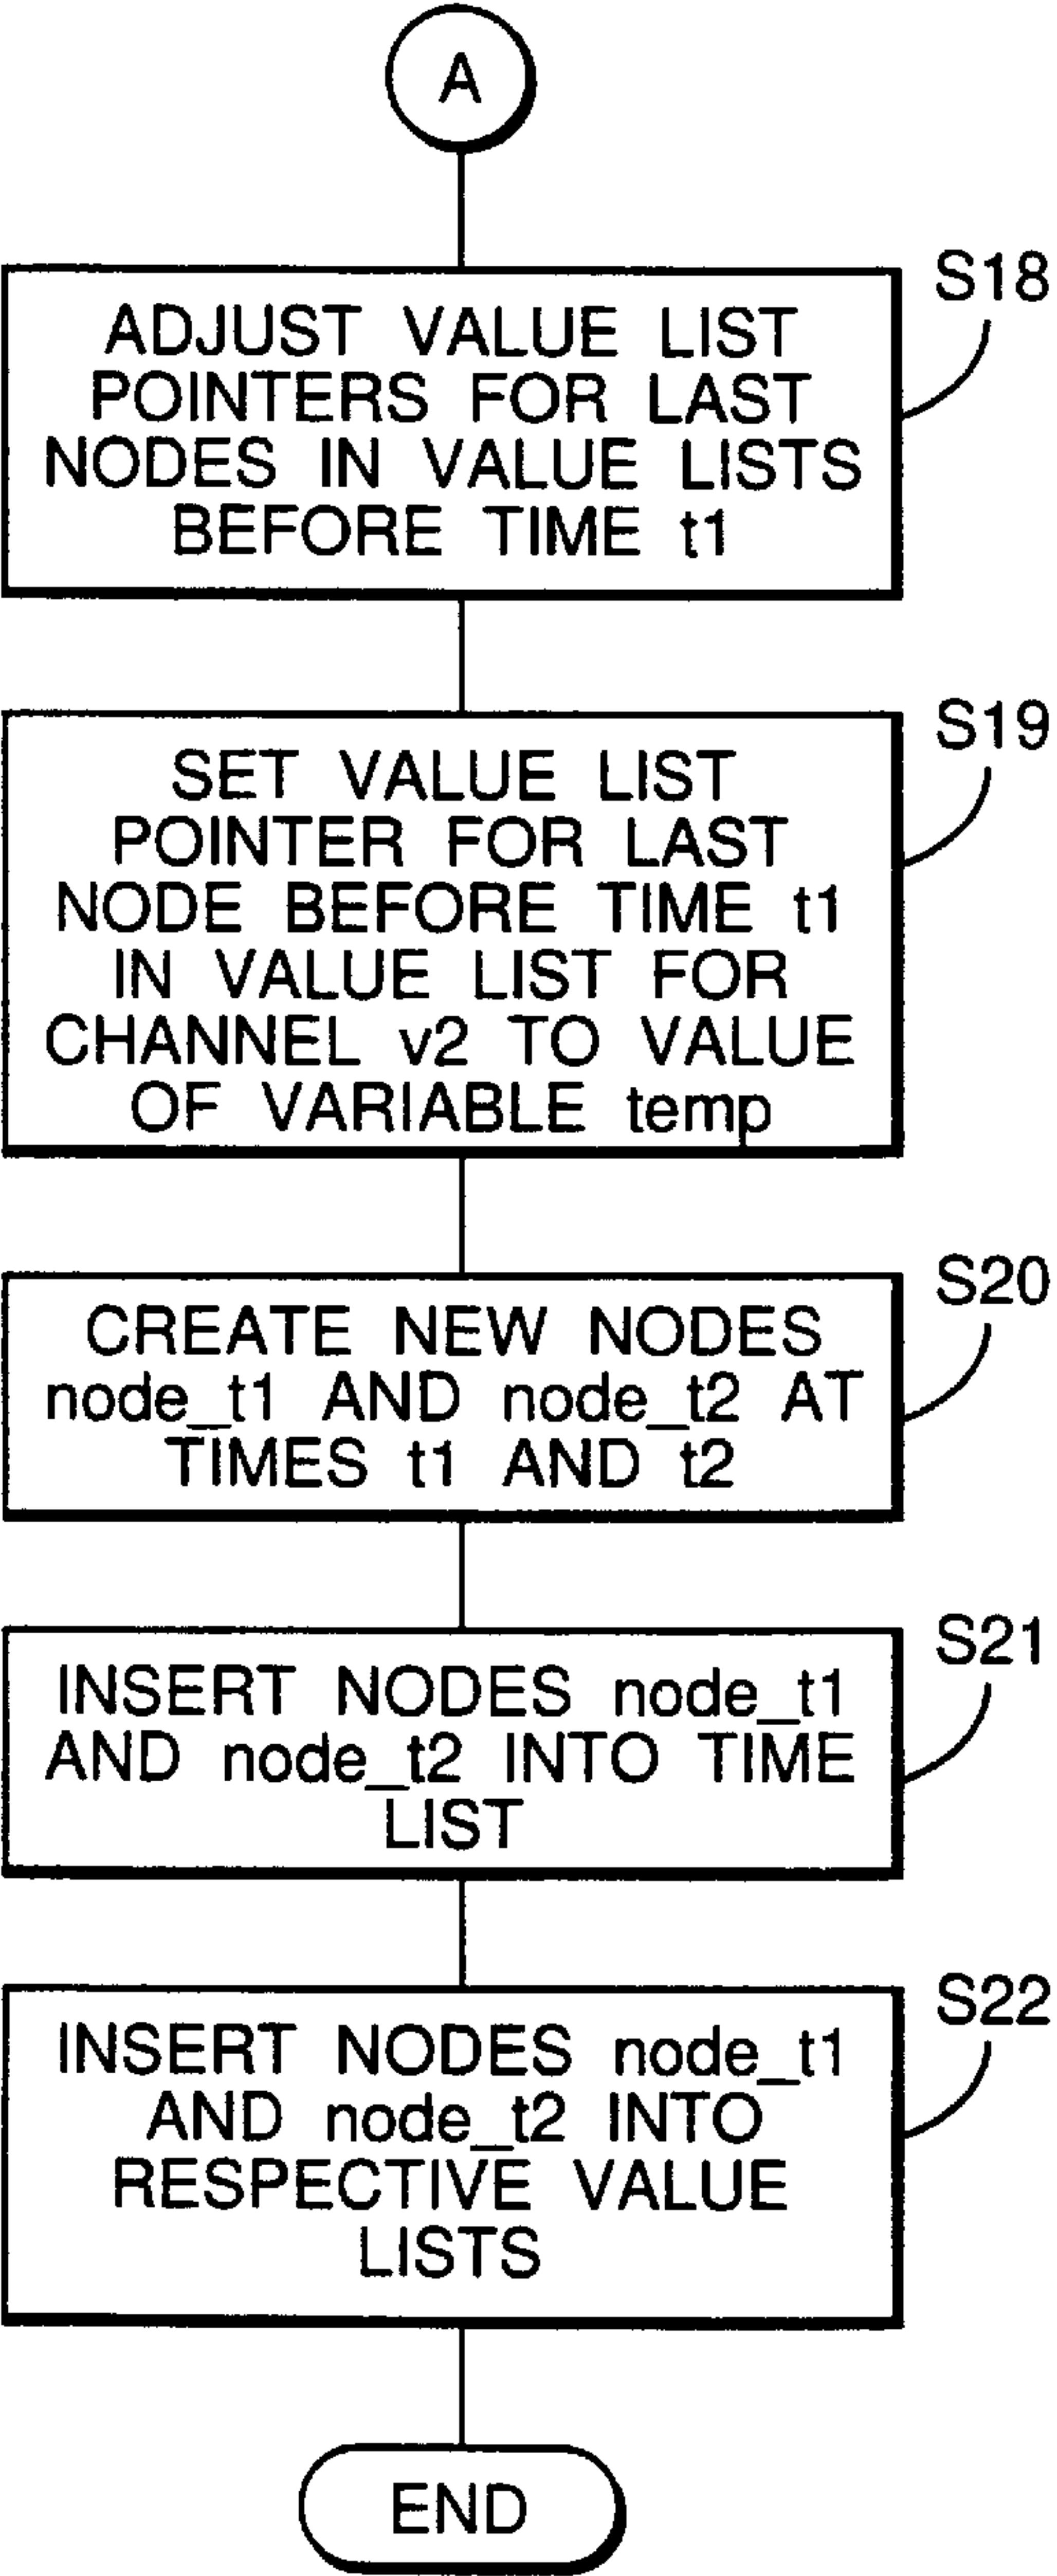 A
S18
ADJUST VALUE LIST
POINTERS FOR LAST
NODES IN VALUE LISTS
BEFORE TIME t1
S19
SET VALUE LIST
POINTER FOR LAST
NODE BEFORE TIME t1
IN VALUE LIST FOR
CHANNEL v2 TO VALUE
OF VARIABLE temp
S20
CREATE NEW NODES
node_t1 AND node_t2 AT
TIMES t1 AND t2
S21
INSERT NODES node_t1
AND node_t2 INTO TIME
LIST
S22
INSERT NODES node_t1
AND node_t2 INTO
RESPECTIVE VALUE
LISTS
END